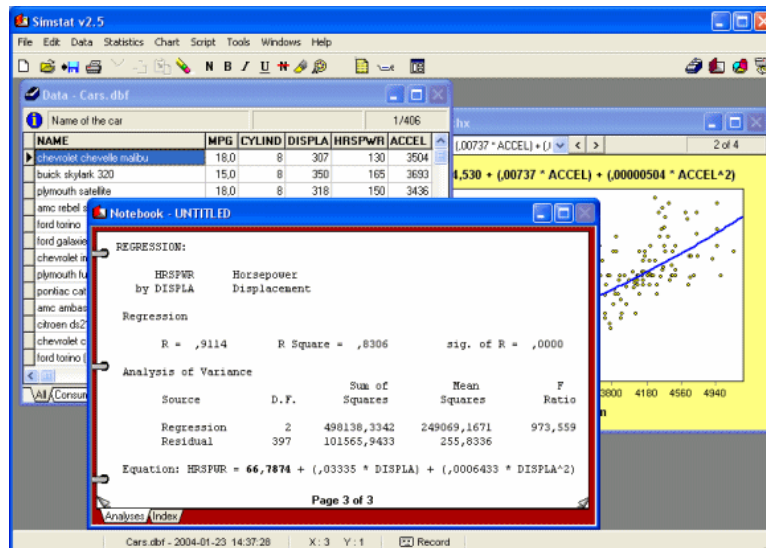 Simstat v2.5
File Edit Data Statistics Chart Script Tools Windows Help
N B I U
Data - Cars.dbf
Name of the car 1/406
NAME MPG CYLIND DISPLA HRSPWR ACCEL
chevrolet chevelle malibu 18,0 8 307 130 3504
buick skylark 320 15,0 8 350 165 3693
plymouth satellite 18,0 8 318 150 3436
amc rebel s
ford torino
ford galaxie
chevrolet im
plymouth fu
pontiac cat
amc ambas
citroen ds2
chevrolet c
ford torino (
All Consum
hx
(,00737 * ACCEL) + (,) 2 of 4
4,530 + (,00737 * ACCEL) + (,00000504 * ACCEL^2)
3800 4180 4560 4940
n
Notebook - UNTITLED
REGRESSION:
HRSPWR Horsepower
by DISPLA Displacement
Regression
R = ,9114 R Square = ,8306 sig. of R = ,0000
Analysis of Variance
Sum of Mean F
Source D.F. Squares Squares Ratio
Regression 2 498138,3342 249069,1671 973,559
Residual 397 101565,9433 255,8336
Equation: HRSPWR = 66,7874 + (,03335 * DISPLA) + (,0006433 * DISPLA^2)
Page 3 of 3
Analyses Index
Cars.dbf - 2004-01-23 14:37:28 X: 3 Y: 1 Record